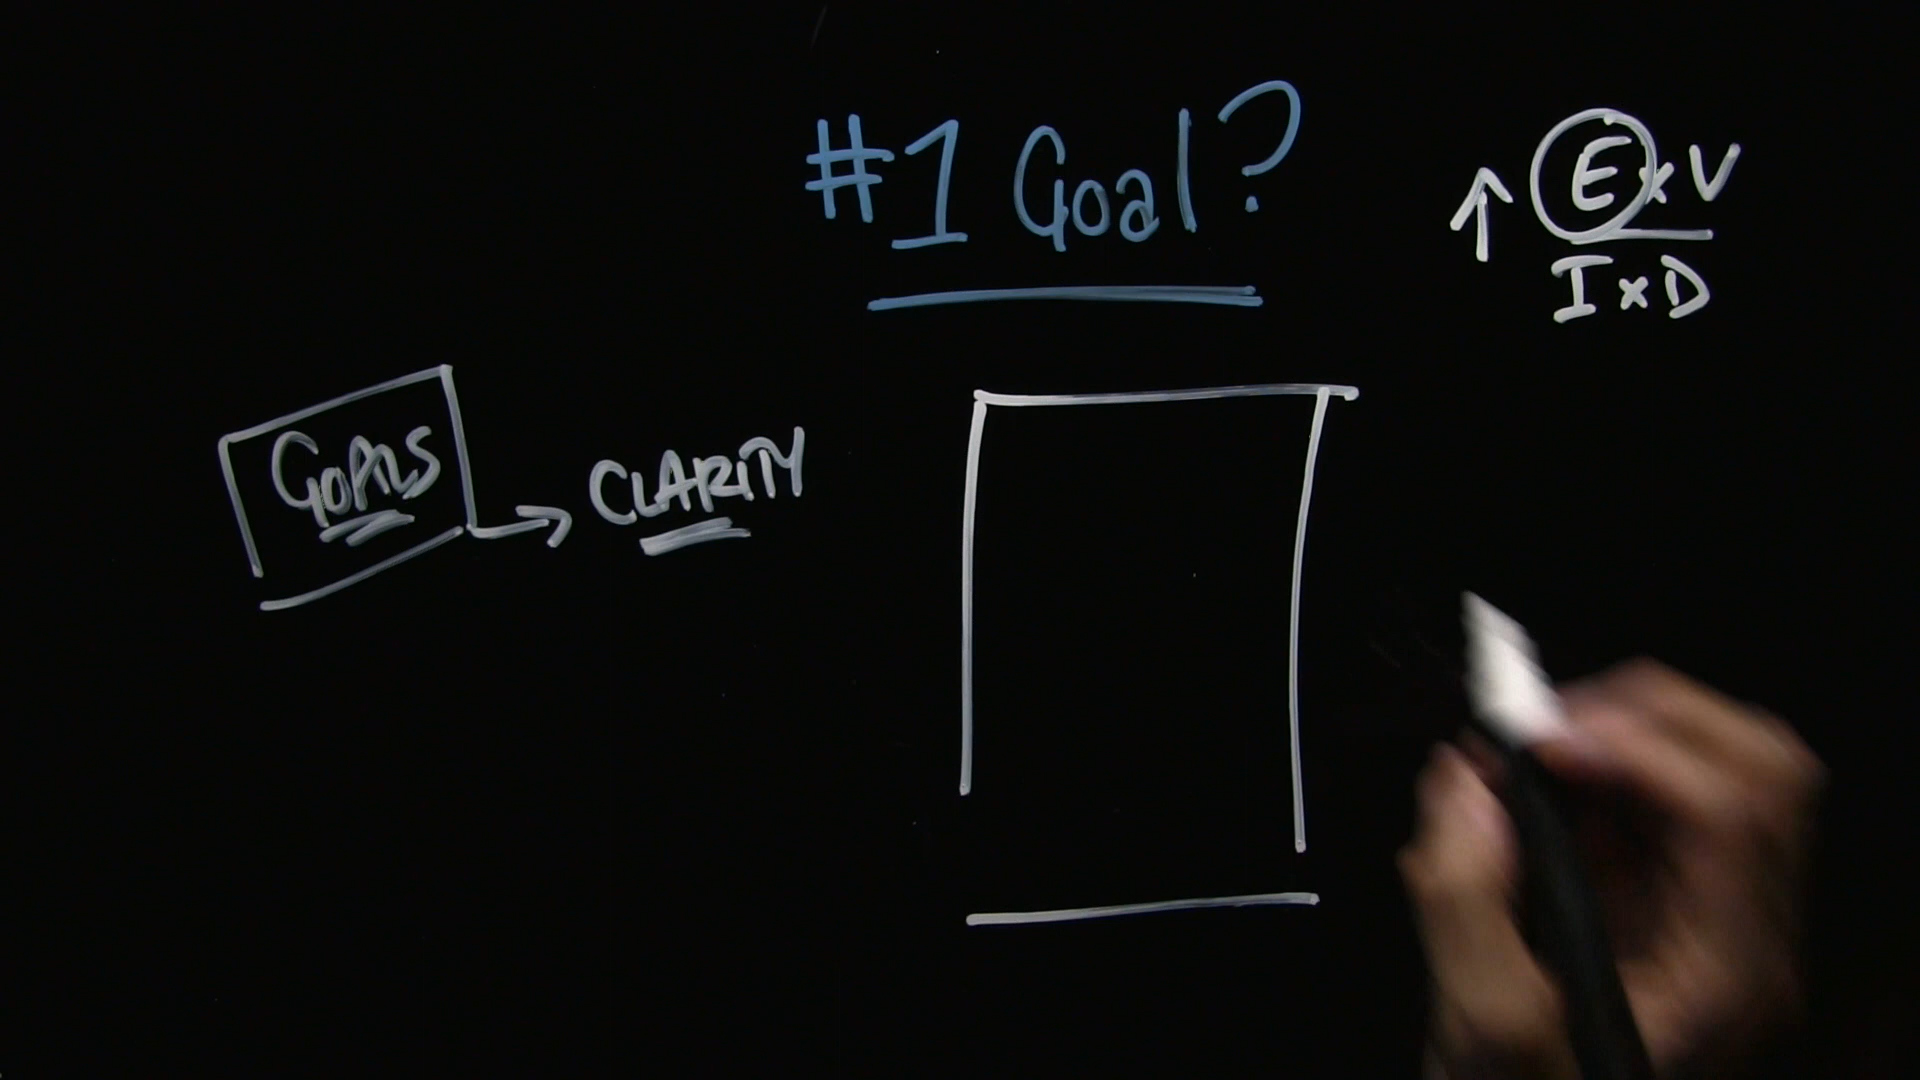 #1 Goal?
↑ E x V
I x D
GOALS
CLARITY